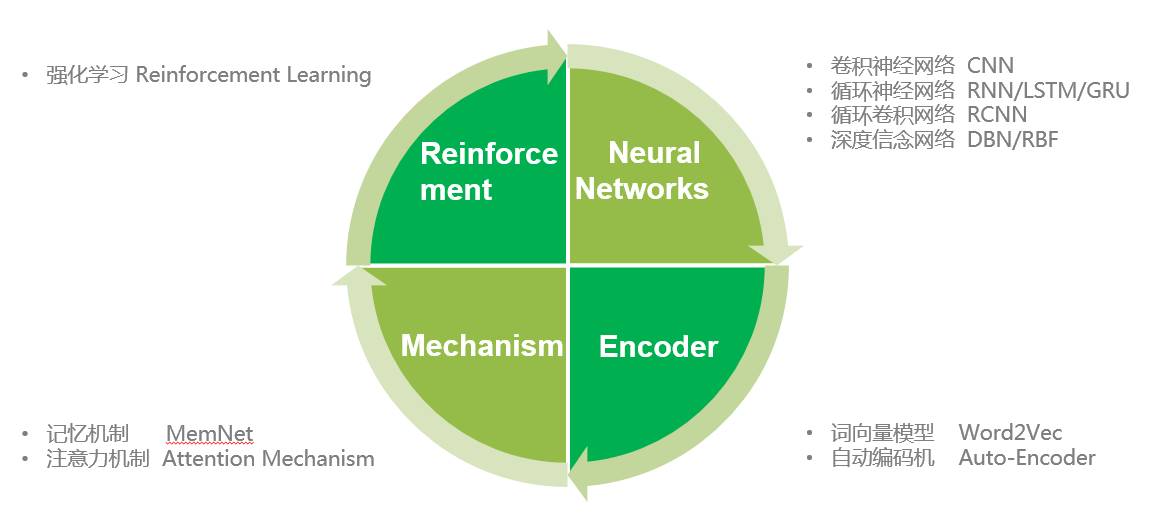 • 强化学习 Reinforcement Learning
• 卷积神经网络 CNN
• 循环神经网络 RNN/LSTM/GRU
• 循环卷积网络 RCNN
• 深度信念网络 DBN/RBF
Reinforce
ment
Neural
Networks
Mechanism
Encoder
• 记忆机制 MemNet
• 注意力机制 Attention Mechanism
• 词向量模型 Word2Vec
• 自动编码机 Auto-Encoder